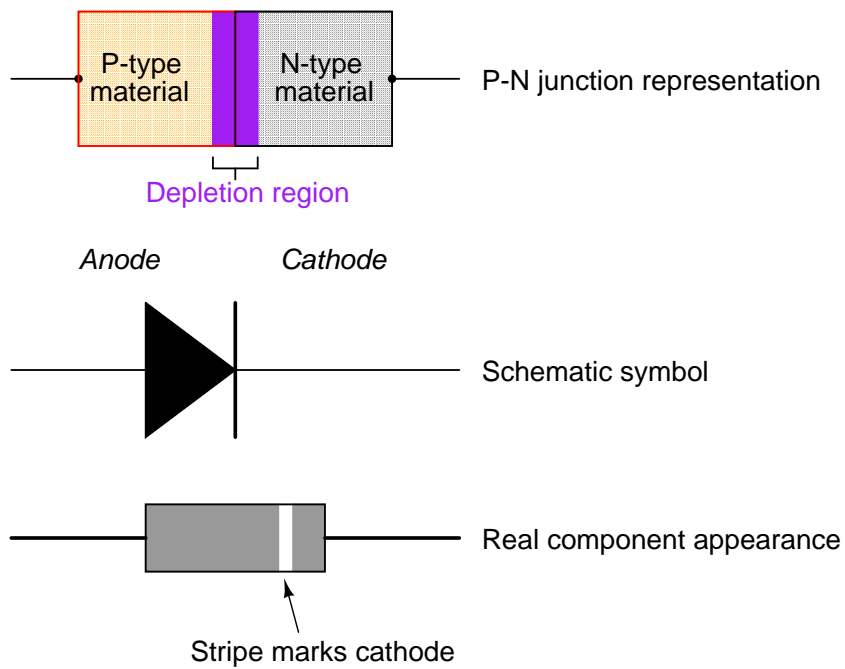 P-type
material
N-type
material
P-N junction representation
Depletion region
Anode
Cathode
Schematic symbol
Real component appearance
Stripe marks cathode